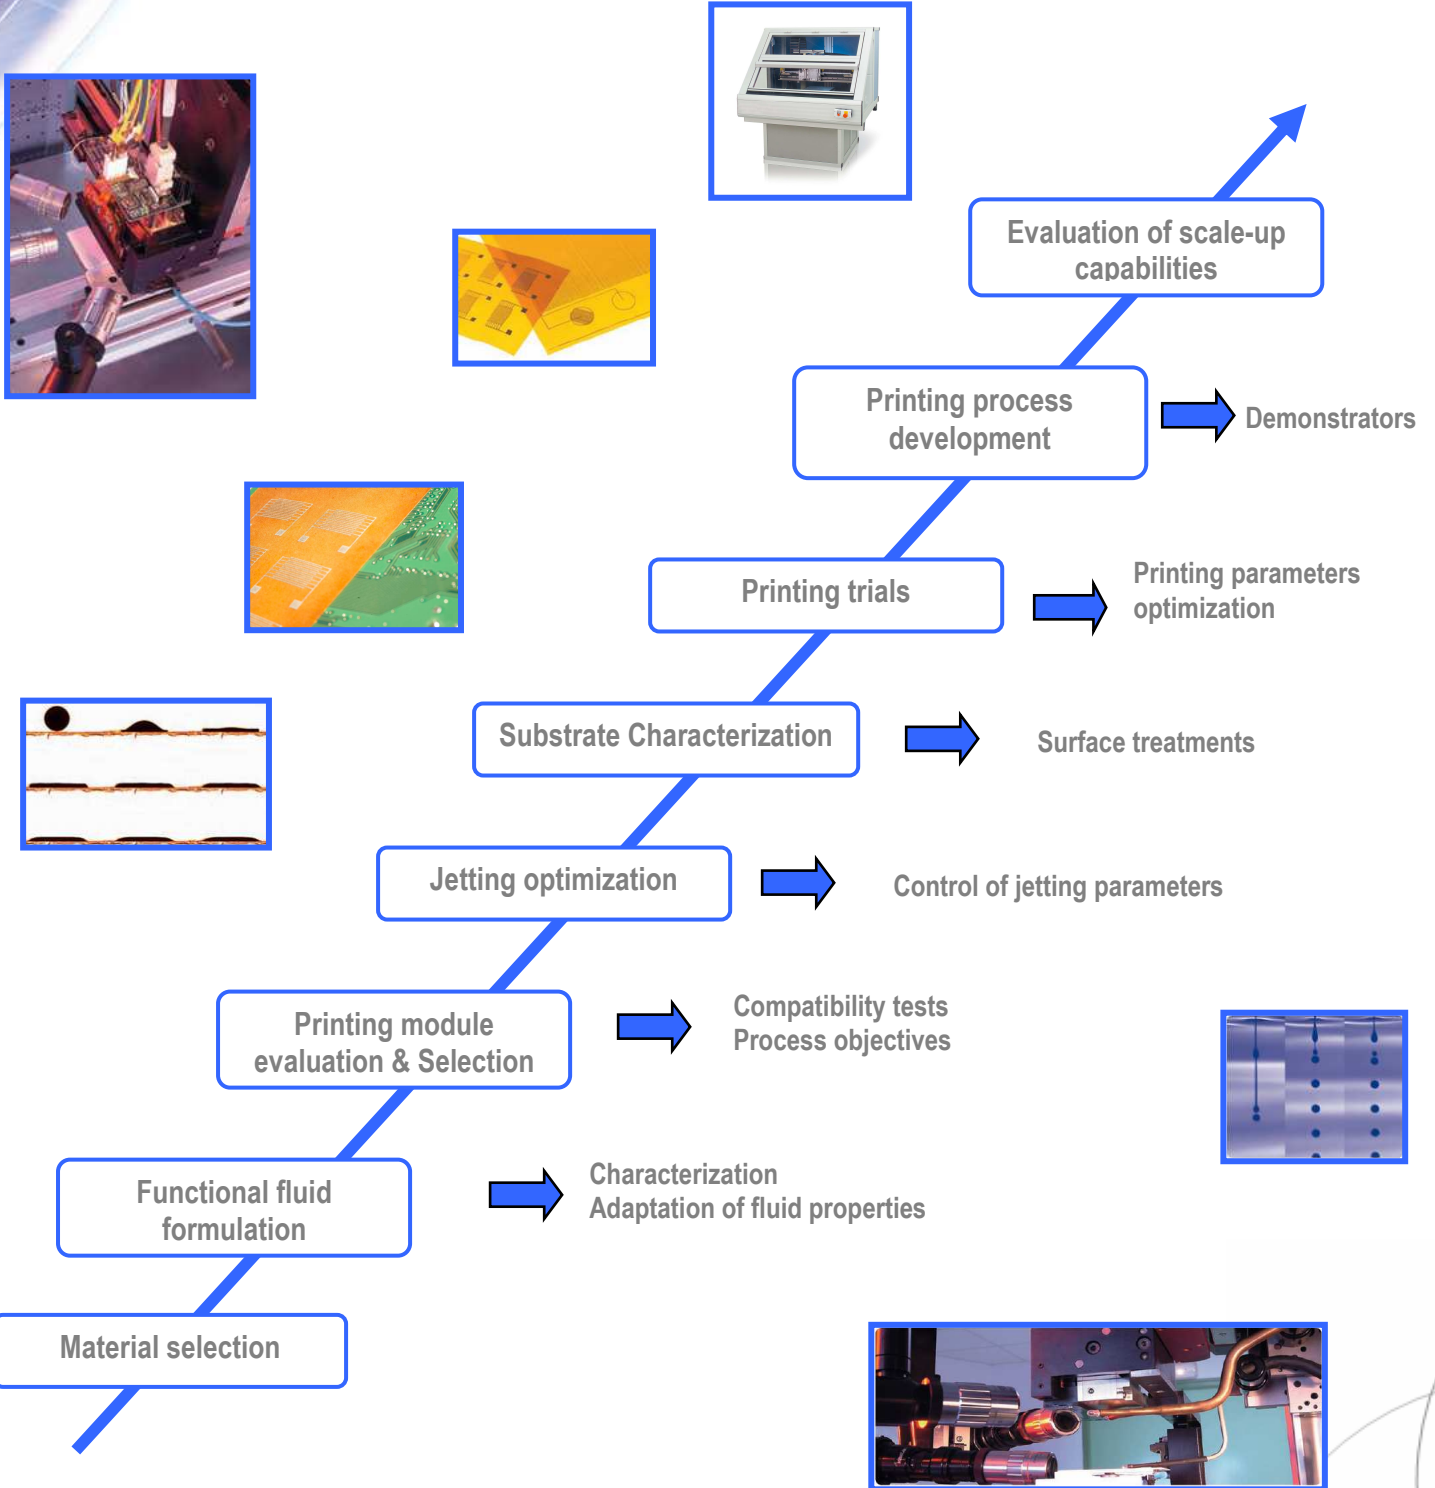 Evaluation of scale-up
capabilities
Printing process
development
Demonstrators
Printing trials
Printing parameters
optimization
Substrate Characterization
Surface treatments
Jetting optimization
Control of jetting parameters
Printing module
evaluation & Selection
Compatibility tests
Process objectives
Functional fluid
formulation
Characterization
Adaptation of fluid properties
Material selection